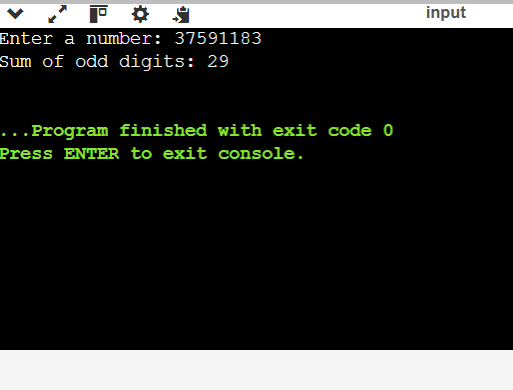 input
Enter a number: 37591183
Sum of odd digits: 29
...Program finished with exit code 0
Press ENTER to exit console.